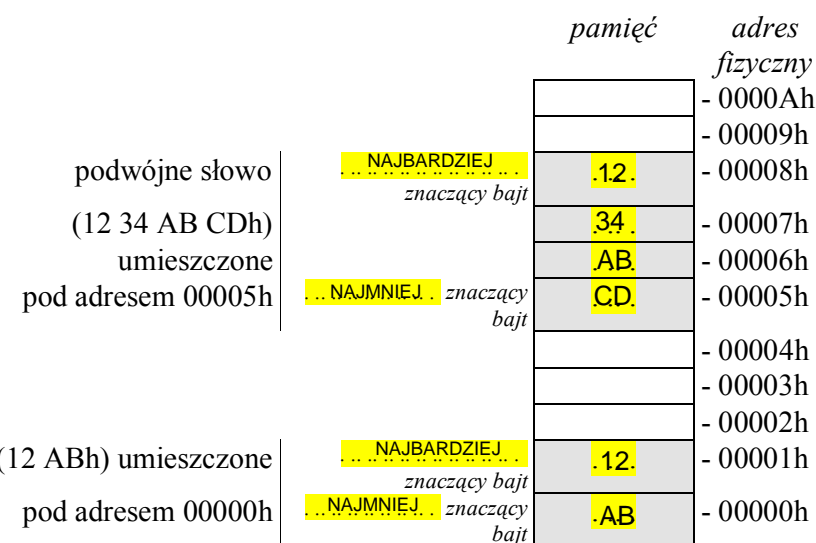 pamięć adres
fizyczny
- 0000Ah
- 00009h
podwójne słowo NAJBARDZIEJ 12 - 00008h
znaczący bajt
(12 34 AB CDh) 34 - 00007h
umieszczone AB - 00006h
pod adresem 00005h NAJMNIEJ znaczący CD - 00005h
bajt
- 00004h
- 00003h
- 00002h
(12 ABh) umieszczone NAJBARDZIEJ 12 - 00001h
znaczący bajt
pod adresem 00000h NAJMNIEJ znaczący AB - 00000h
bajt